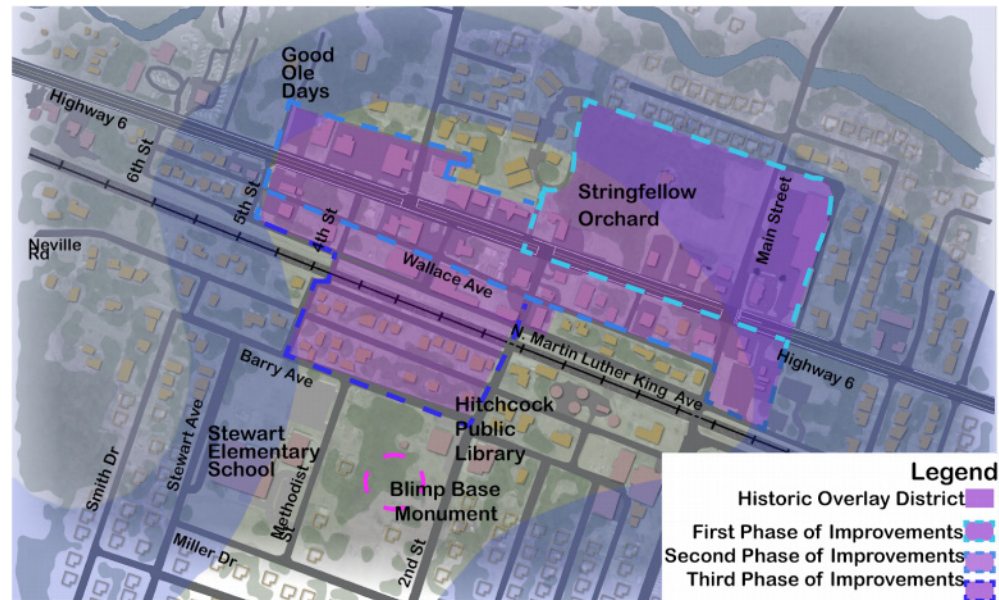 Good
Ole
Days
Highway 6
6th St
5th St
4th St
Stringfellow
Orchard
Main Street
Neville
Rd
Wallace Ave
N. Martin Luther King Ave
Highway 6
Barry Ave
Hitchcock
Public
Library
Stewart
Elementary
School
Stewart Ave
Smith Dr
Methodist
St
Blimp Base
Monument
Miller Dr
2nd St
Legend
Historic Overlay District
First Phase of Improvements
Second Phase of Improvements
Third Phase of Improvements